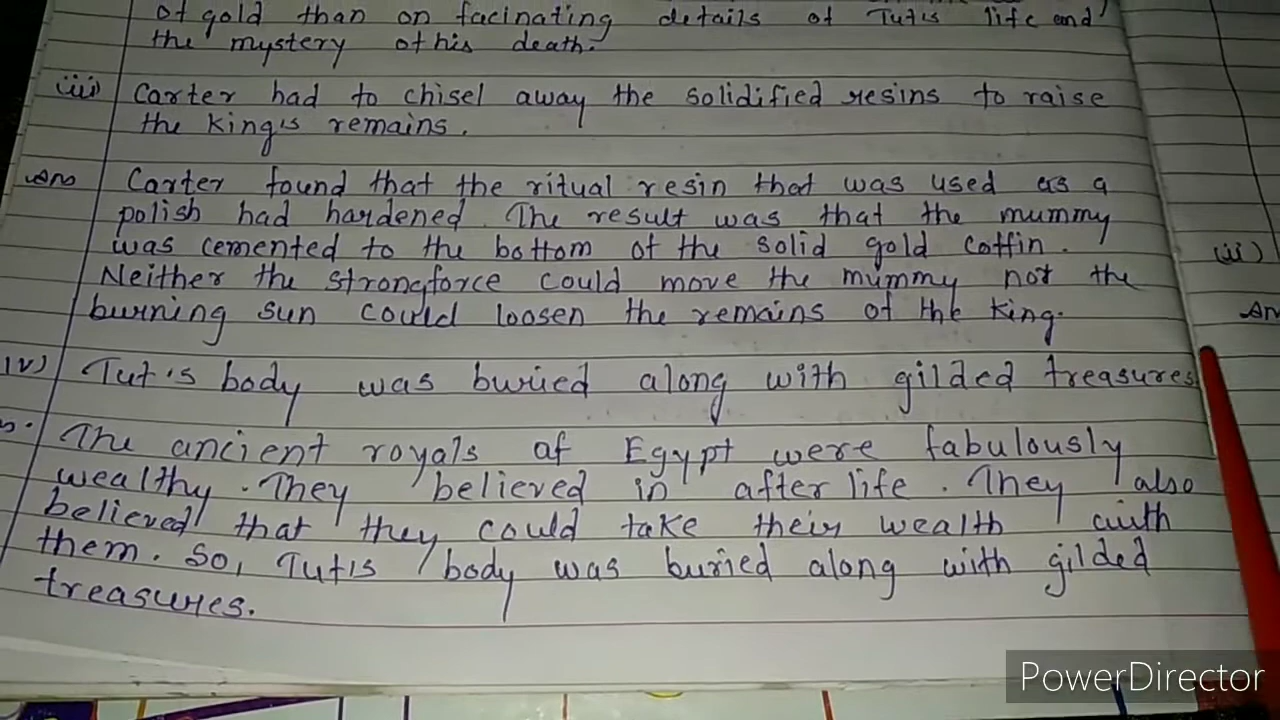 of gold than on facinating details of Tut's life and
the mystery of his death.
(iii) Carter had to chisel away the solidified resins to raise
the king's remains.
Ans Carter found that the ritual resin that was used as a
polish had hardened. The result was that the mummy
was cemented to the bottom of the solid gold coffin.
Neither the strongforce could move the mummy not the
burning sun could loosen the remains of the king.
iv) Tut's body was buried along with gilded treasures
The ancient royals of Egypt were fabulously
wealthy. They believed in after life. They also
believed that they could take their wealth with
them. So, Tut's body was buried along with gilded
treasures.
(ii)
An
PowerDirector